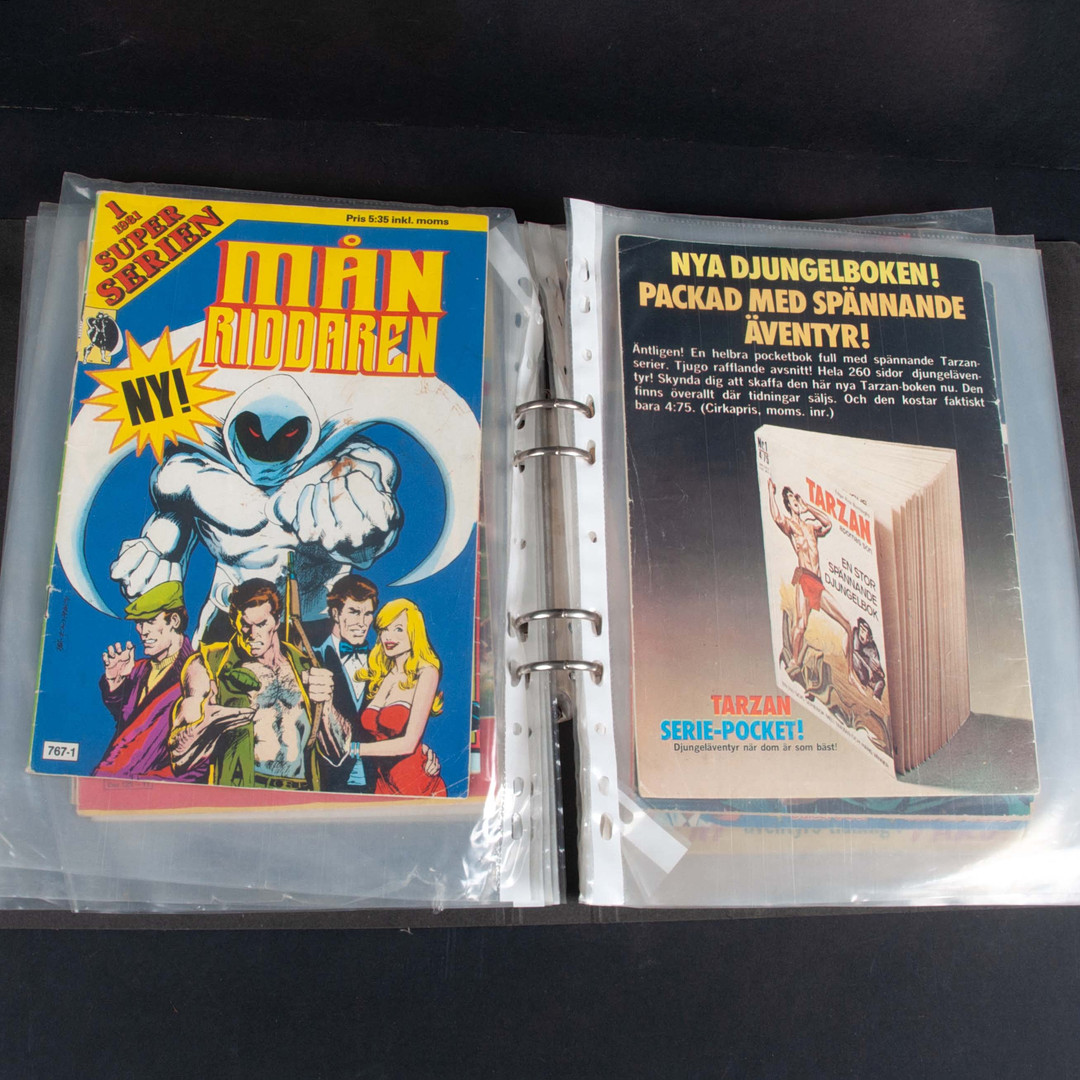 1
1981
SUPER
SERIEN
Pris 5:35 inkl. moms
MÅN
RIDDAREN
NY!
767-1
NYA DJUNGELBOKEN!
PACKAD MED SPÄNNANDE
ÄVENTYR!
Äntligen! En helbra pocketbok full med spännande Tarzan-
serier. Tjugo rafflande avsnitt! Hela 260 sidor djungeläven-
tyr! Skynda dig att skaffa den här nya Tarzan-boken nu. Den
finns överallt där tidningar säljs. Och den kostar faktiskt
bara 4:75. (Cirkapris, moms. inr.)
TARZAN
APORNAS SON
EN STOR
SPÄNNANDE
DJUNGELBOK
TARZAN
SERIE-POCKET!
Djungeläventyr när dom är som bäst!